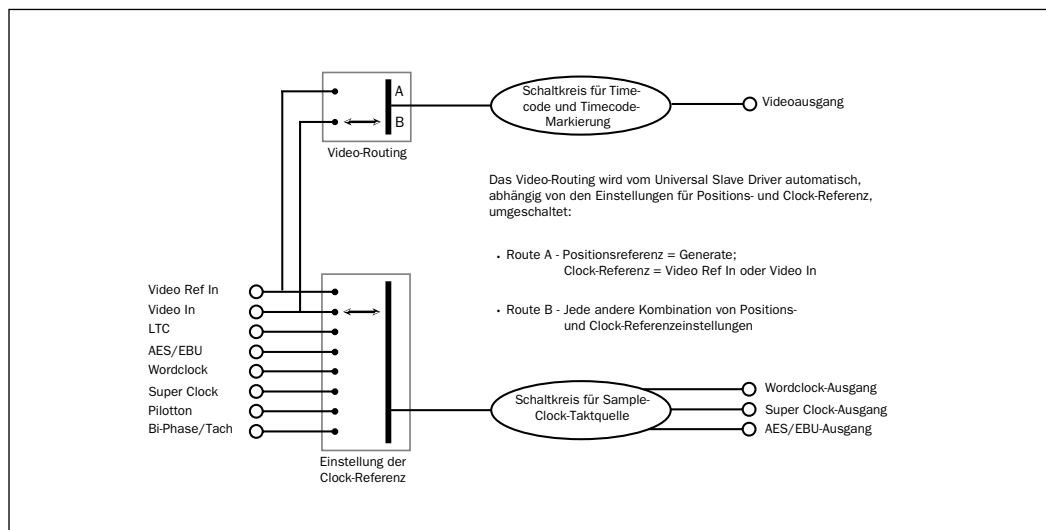 A
B
Video-Routing
Schaltkreis für Time-
code und Timecode-
Markierung
Videoausgang
Das Video-Routing wird vom Universal Slave Driver automatisch,
abhängig von den Einstellungen für Positions- und Clock-Referenz,
umgeschaltet:
• Route A - Positionsreferenz = Generate;
Clock-Referenz = Video Ref In oder Video In
• Route B - Jede andere Kombination von Positions-
und Clock-Referenzeinstellungen
Video Ref In
Video In
LTC
AES/EBU
Wordclock
Super Clock
Pilotton
Bi-Phase/Tach
Einstellung der
Clock-Referenz
Schaltkreis für Sample-
Clock-Taktquelle
Wordclock-Ausgang
Super Clock-Ausgang
AES/EBU-Ausgang